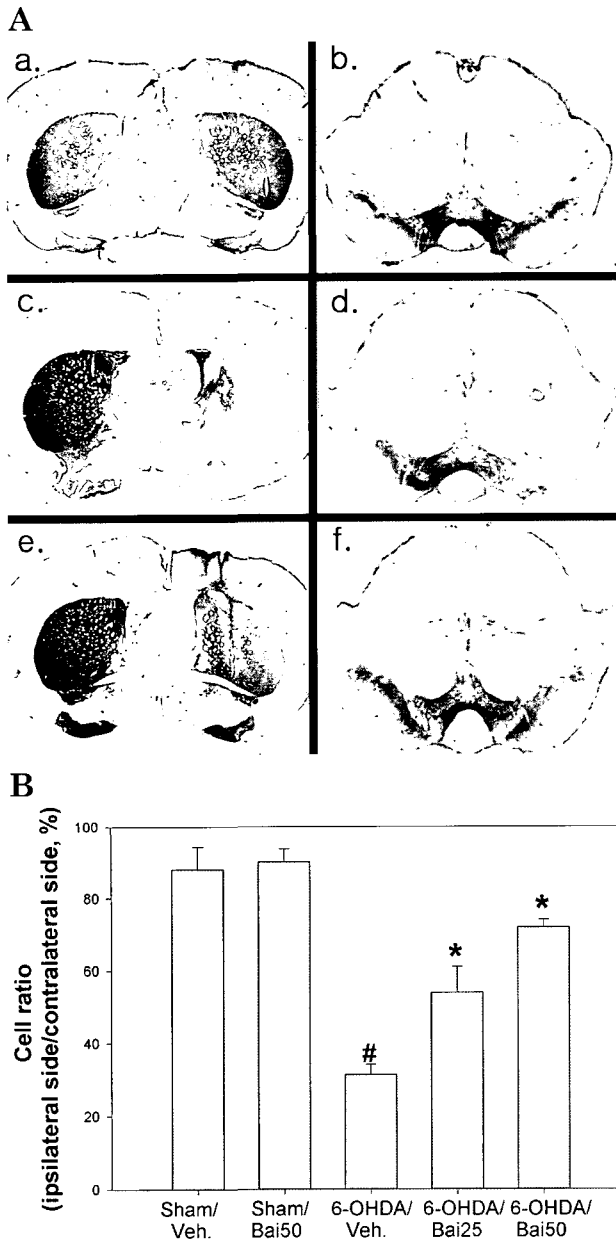 A
a.
b.
c.
d.
e.
f.
B
Cell ratio
(ipsilateral side/contralateral side, %)
100
80
60
40
20
0
#
*
*
Sham/
Veh.
Sham/
Bai50
6-OHDA/
Veh.
6-OHDA/
Bai25
6-OHDA/
Bai50